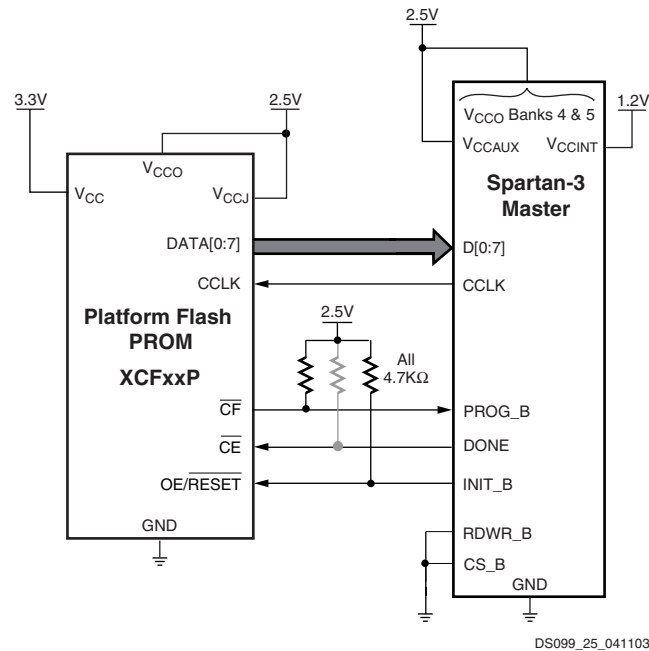 2.5V
3.3V
2.5V
1.2V
VCCO Banks 4 & 5
VCCAUX
VCCINT
VCCO
VCC
VCCJ
Spartan-3
Master
DATA[0:7]
D[0:7]
CCLK
CCLK
Platform Flash
PROM
XCFxxP
2.5V
All
4.7KΩ
CF
PROG_B
CE
DONE
OE/RESET
INIT_B
GND
RDWR_B
CS_B
GND
DS099_25_041103